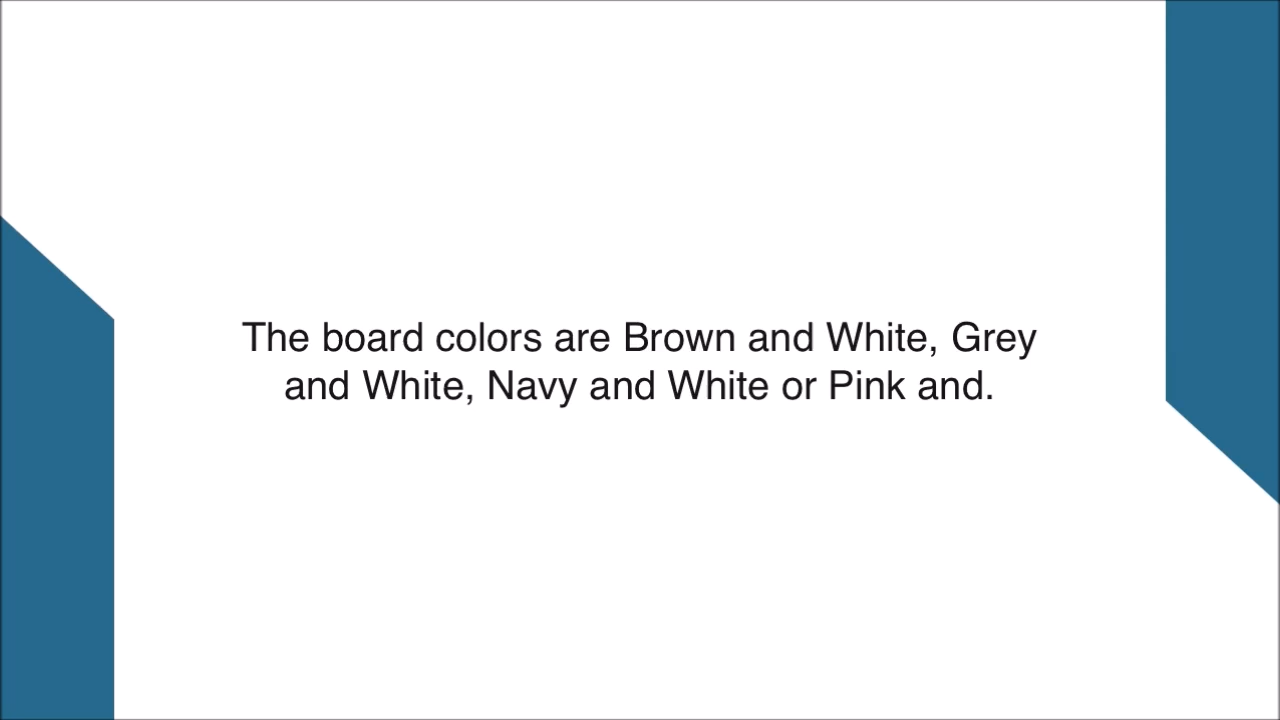 The board colors are Brown and White, Grey
and White, Navy and White or Pink and.